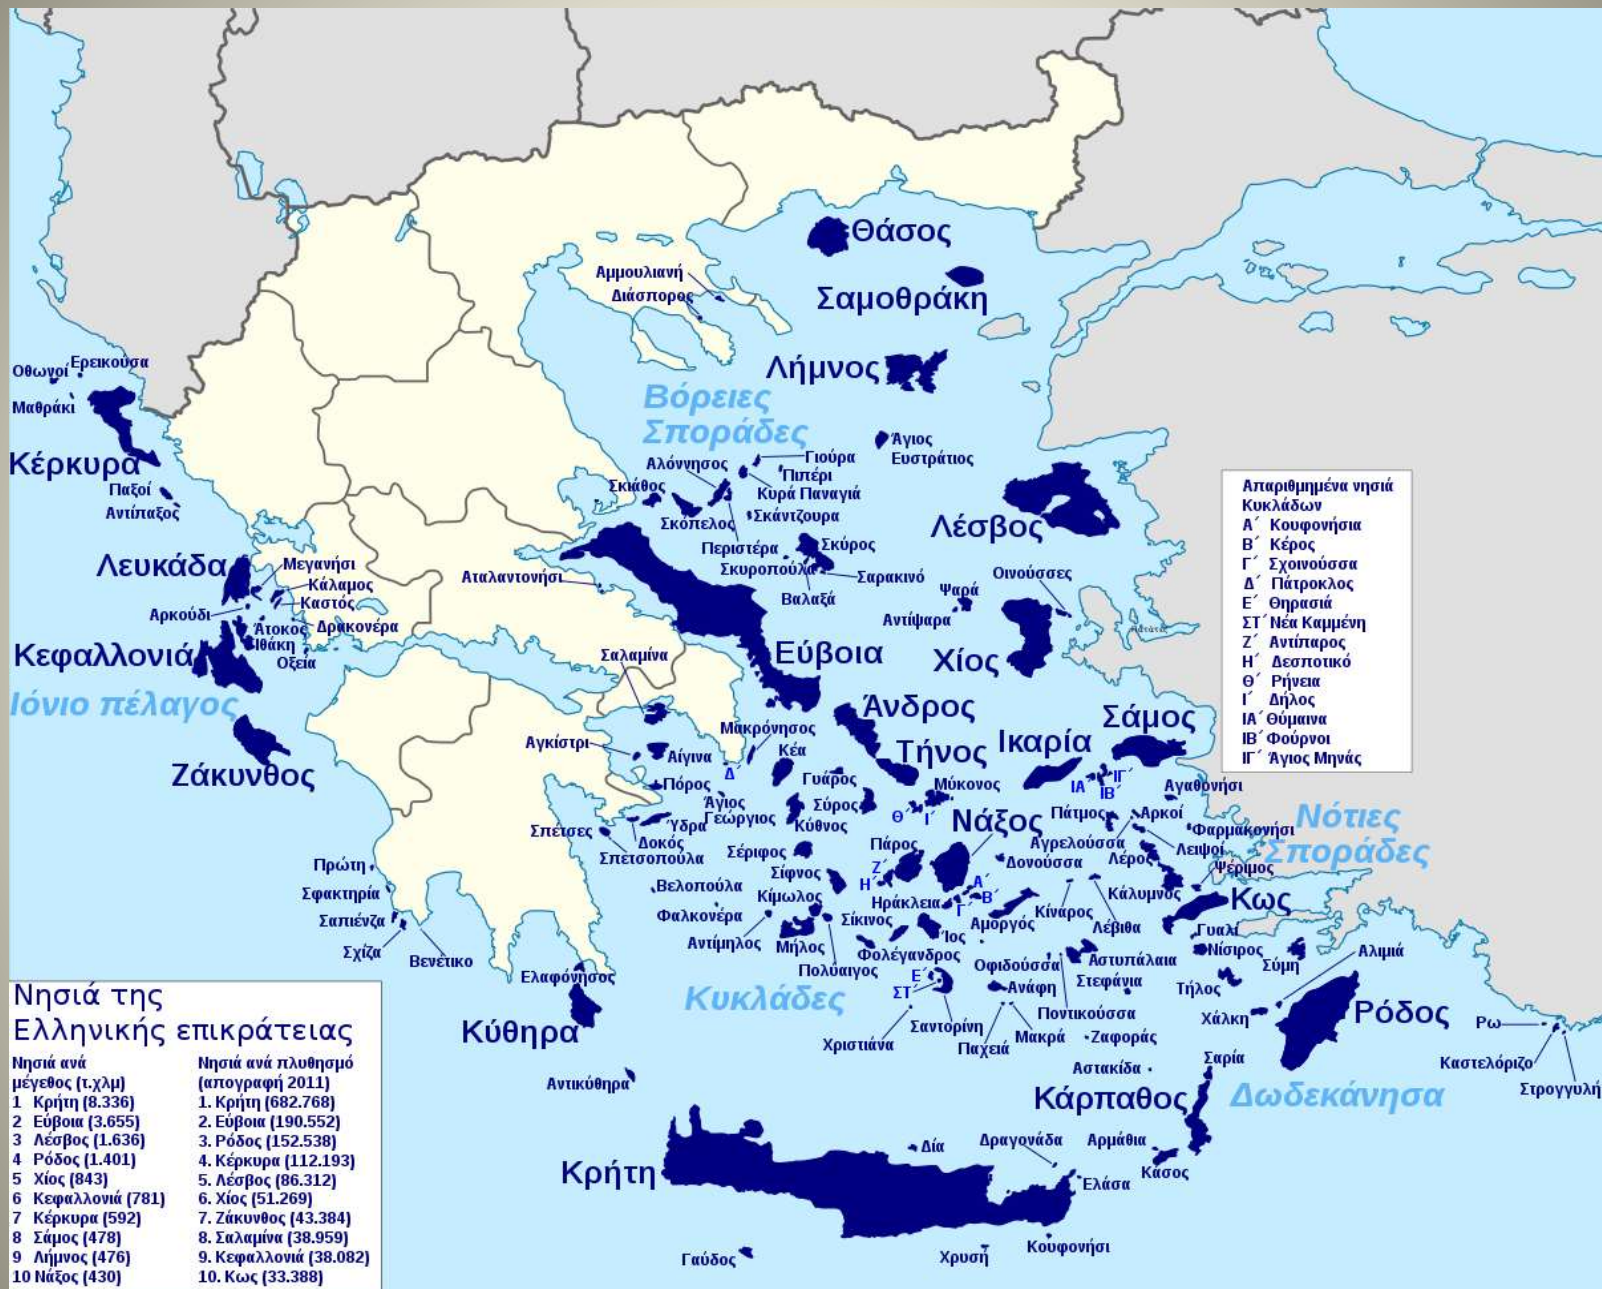 Θάσος
Αμμουλιανή
Διάσπορος
Σαμοθράκη
Οθωνοί
Ερεικούσα
Μαθράκι
Λήμνος
Βόρειες
Σποράδες
Κέρκυρα
Άγιος
Ευστράτιος
Παξοί
Αντίπαξος
Αλόννησος
Γιούρα
Πιπέρι
Σκιάθος
Κυρά Παναγιά
Σκόπελος
Σκάντζουρα
Λέσβος
Περιστέρα
Σκύρος
Σκυροπούλα
Σαρακινό
Βαλαξά
Λευκάδα
Μεγανήσι
Κάλαμος
Καστός
Αρκούδι
Άτοκος
Δρακονέρα
Ιθάκη
Οξεία
Κεφαλλονιά
Αταλαντονήσι
Οινούσσες
Ψαρά
Αντίψαρα
Χίος
Εύβοια
Σαλαμίνα
Ιόνιο πέλαγος
Ζάκυνθος
Άνδρος
Τήνος
Ικαρία
Σάμος
Μακρόνησος
Αγκίστρι
Αίγινα
Κέα
Δ΄
Γυάρος
Μύκονος
ΙΑ΄
ΙΒ΄
ΙΓ΄
Αγαθονήσι
Πόρος
Άγιος
Γεώργιος
Σύρος
Θ΄
Ι΄
Πάτμος
Αρκοί
Ύδρα
Κύθνος
Νάξος
Φαρμακονήσι
Νότιες
Σποράδες
Σπέτσες
Δοκός
Σπετσοπούλα
Πάρος
Αγρελούσσα
Λειψοί
Σέριφος
Δονούσσα
Λέρος
Ψέριμος
Πρώτη
Σίφνος
Ζ΄
Η΄
Α΄
Β΄
Γ΄
Σφακτηρία
Βελοπούλα
Κίμωλος
Ηράκλεια
Κάλυμνος
Κως
Σαπιέντζα
Φαλκονέρα
Σίκινος
Αμοργός
Κίναρος
Λέβιθα
Γυαλί
Σχίζα
Βενέτικο
Αντίμηλος
Μήλος
Ίος
Φολέγανδρος
Πολύαιγος
Αστυπάλαια
Νίσιρος
Σύμη
Αλιμιά
Ελαφόνησος
Ε΄
ΣΤ΄
Οφιδούσσα
Στεφάνια
Ανάφη
Τήλος
Κυκλάδες
Ποντικούσσα
Κύθηρα
Σαντορίνη
Χριστιάνα
Παχειά
Μακρά
Ζαφοράς
Χάλκη
Ρόδος
Ρω
Καστελόριζο
Στρογγυλή
Αντικύθηρα
Αστακίδα
Σαρία
Κάρπαθος
Δωδεκάνησα
Δία
Δραγονάδα
Αρμάθια
Κρήτη
Ελάσα
Κάσος
Γαύδος
Χρυσή
Κουφονήσι
Απαριθμημένα νησιά
Κυκλάδων
Α΄ Κουφονήσια
Β΄ Κέρος
Γ΄ Σχοινούσσα
Δ΄ Πάτροκλος
Ε΄ Θηρασιά
ΣΤ΄ Νέα Καμμένη
Ζ΄ Αντίπαρος
Η΄ Δεσποτικό
Θ΄ Ρήνεια
Ι΄ Δήλος
ΙΑ΄ Θύμαινα
ΙΒ΄ Φούρνοι
ΙΓ΄ Άγιος Μηνάς
Νησιά της
Ελληνικής επικράτειας
Νησιά ανά
μέγεθος (τ.χλμ)
1 Κρήτη (8.336)
2 Εύβοια (3.655)
3 Λέσβος (1.636)
4 Ρόδος (1.401)
5 Χίος (843)
6 Κεφαλλονιά (781)
7 Κέρκυρα (592)
8 Σάμος (478)
9 Λήμνος (476)
10 Νάξος (430)
Νησιά ανά πλυθησμό
(απογραφή 2011)
1. Κρήτη (682.768)
2. Εύβοια (190.552)
3. Ρόδος (152.538)
4. Κέρκυρα (112.193)
5. Λέσβος (86.312)
6. Χίος (51.269)
7. Ζάκυνθος (43.384)
8. Σαλαμίνα (38.959)
9. Κεφαλλονιά (38.082)
10. Κως (33.388)